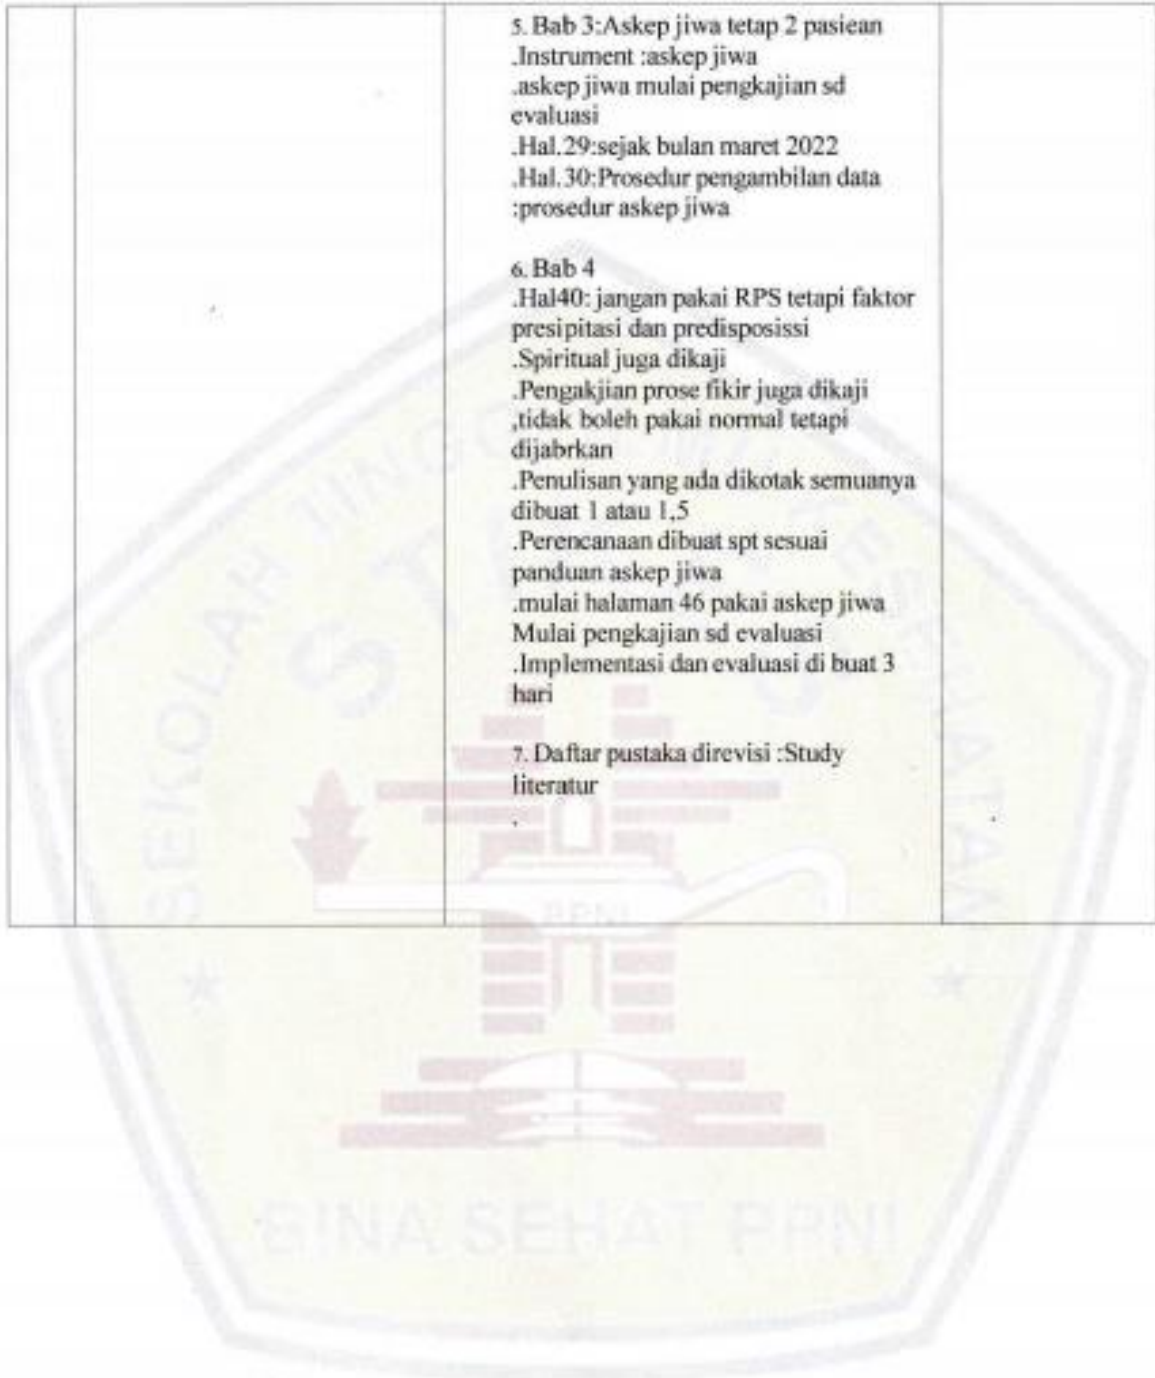 5. Bab 3:Askep jiwa tetap 2 pasiean
.Instrument :askep jiwa
.askep jiwa mulai pengkajian sd
evaluasi
.Hal.29:sejak bulan maret 2022
.Hal.30:Prosedur pengambilan data
:prosedur askep jiwa
6. Bab 4
.Hal40: jangan pakai RPS tetapi faktor
presipitasi dan predisposissi
.Spiritual juga dikaji
.Pengakjian prose fikir juga dikaji
,tidak boleh pakai normal tetapi
dijabrkan
.Penulisan yang ada dikotak semuanya
dibuat 1 atau 1,5
.Perencanaan dibuat spt sesuai
panduan askep jiwa
.mulai halaman 46 pakai askep jiwa
Mulai pengkajian sd evaluasi
.Implementasi dan evaluasi di buat 3
hari
7. Daftar pustaka direvisi :Study
literatur
.
SEKOLAH TINGGI KESEHATAN
PPNI
BINA SEHAT PPNI